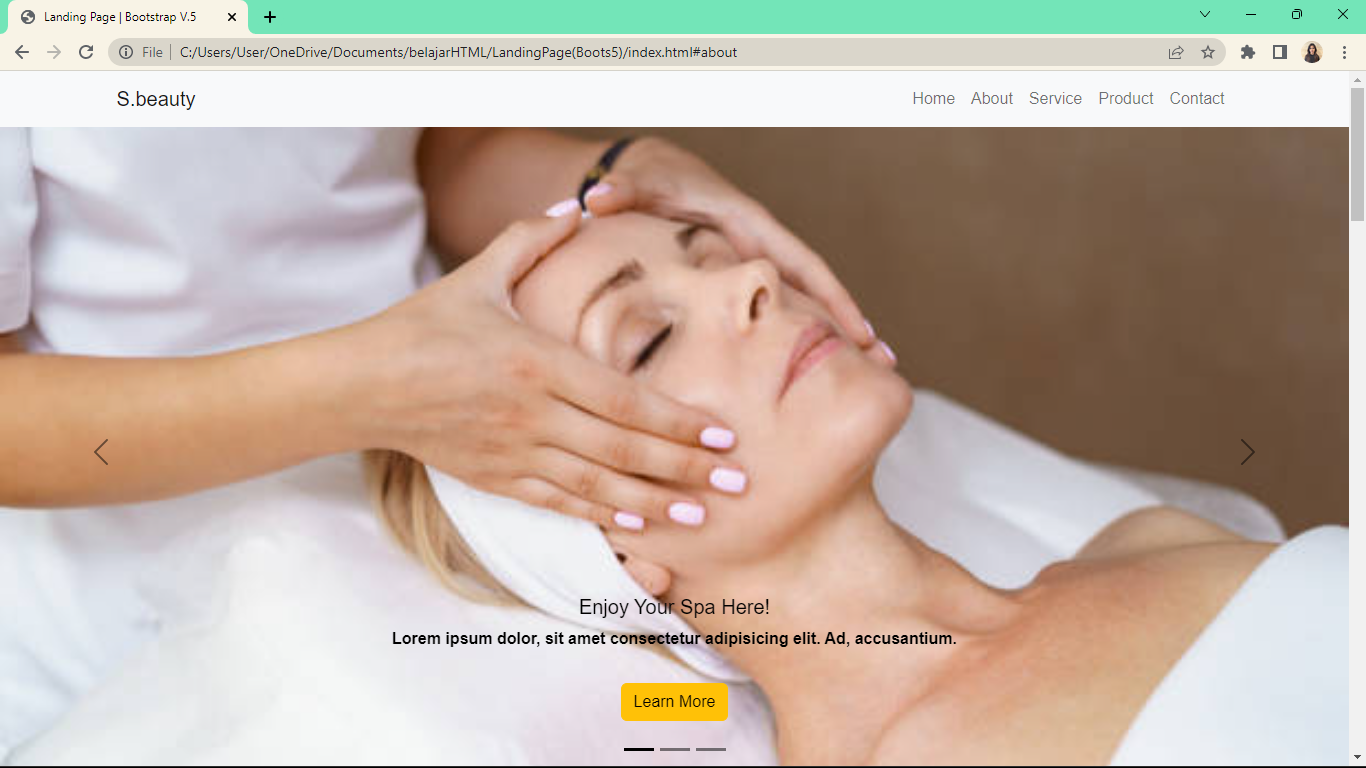 Landing Page | Bootstrap V.5
File | C:/Users/User/OneDrive/Documents/belajarHTML/LandingPage(Boots5)/index.html#about
S.beauty
Home About Service Product Contact
Enjoy Your Spa Here!
Lorem ipsum dolor, sit amet consectetur adipisicing elit. Ad, accusantium.
Learn More